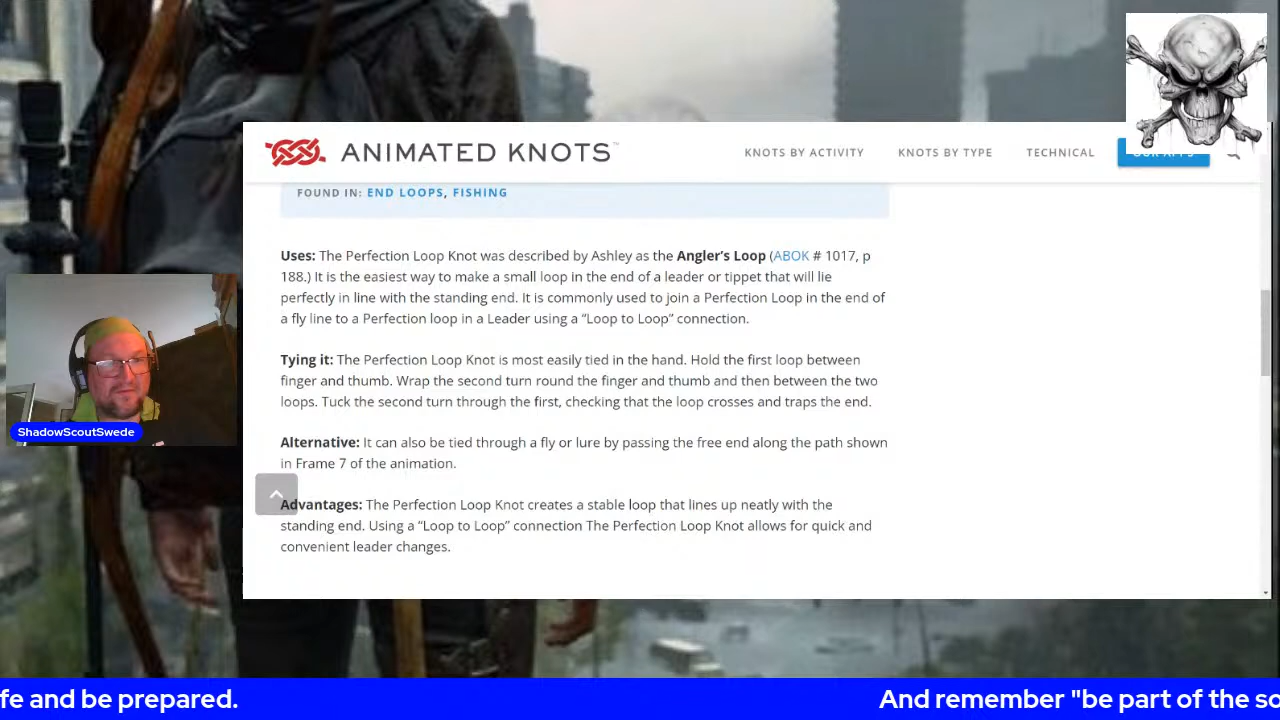 ANIMATED KNOTS™
KNOTS BY ACTIVITY
KNOTS BY TYPE
TECHNICAL
FOUND IN: END LOOPS, FISHING
Uses: The Perfection Loop Knot was described by Ashley as the Angler's Loop (ABOK # 1017, p
188.) It is the easiest way to make a small loop in the end of a leader or tippet that will lie
perfectly in line with the standing end. It is commonly used to join a Perfection Loop in the end of
a fly line to a Perfection loop in a Leader using a “Loop to Loop” connection.
Tying it: The Perfection Loop Knot is most easily tied in the hand. Hold the first loop between
finger and thumb. Wrap the second turn round the finger and thumb and then between the two
loops. Tuck the second turn through the first, checking that the loop crosses and traps the end.
Alternative: It can also be tied through a fly or lure by passing the free end along the path shown
in Frame 7 of the animation.
Advantages: The Perfection Loop Knot creates a stable loop that lines up neatly with the
standing end. Using a “Loop to Loop” connection The Perfection Loop Knot allows for quick and
convenient leader changes.
ShadowScoutSwede
fe and be prepared.
And remember "be part of the so